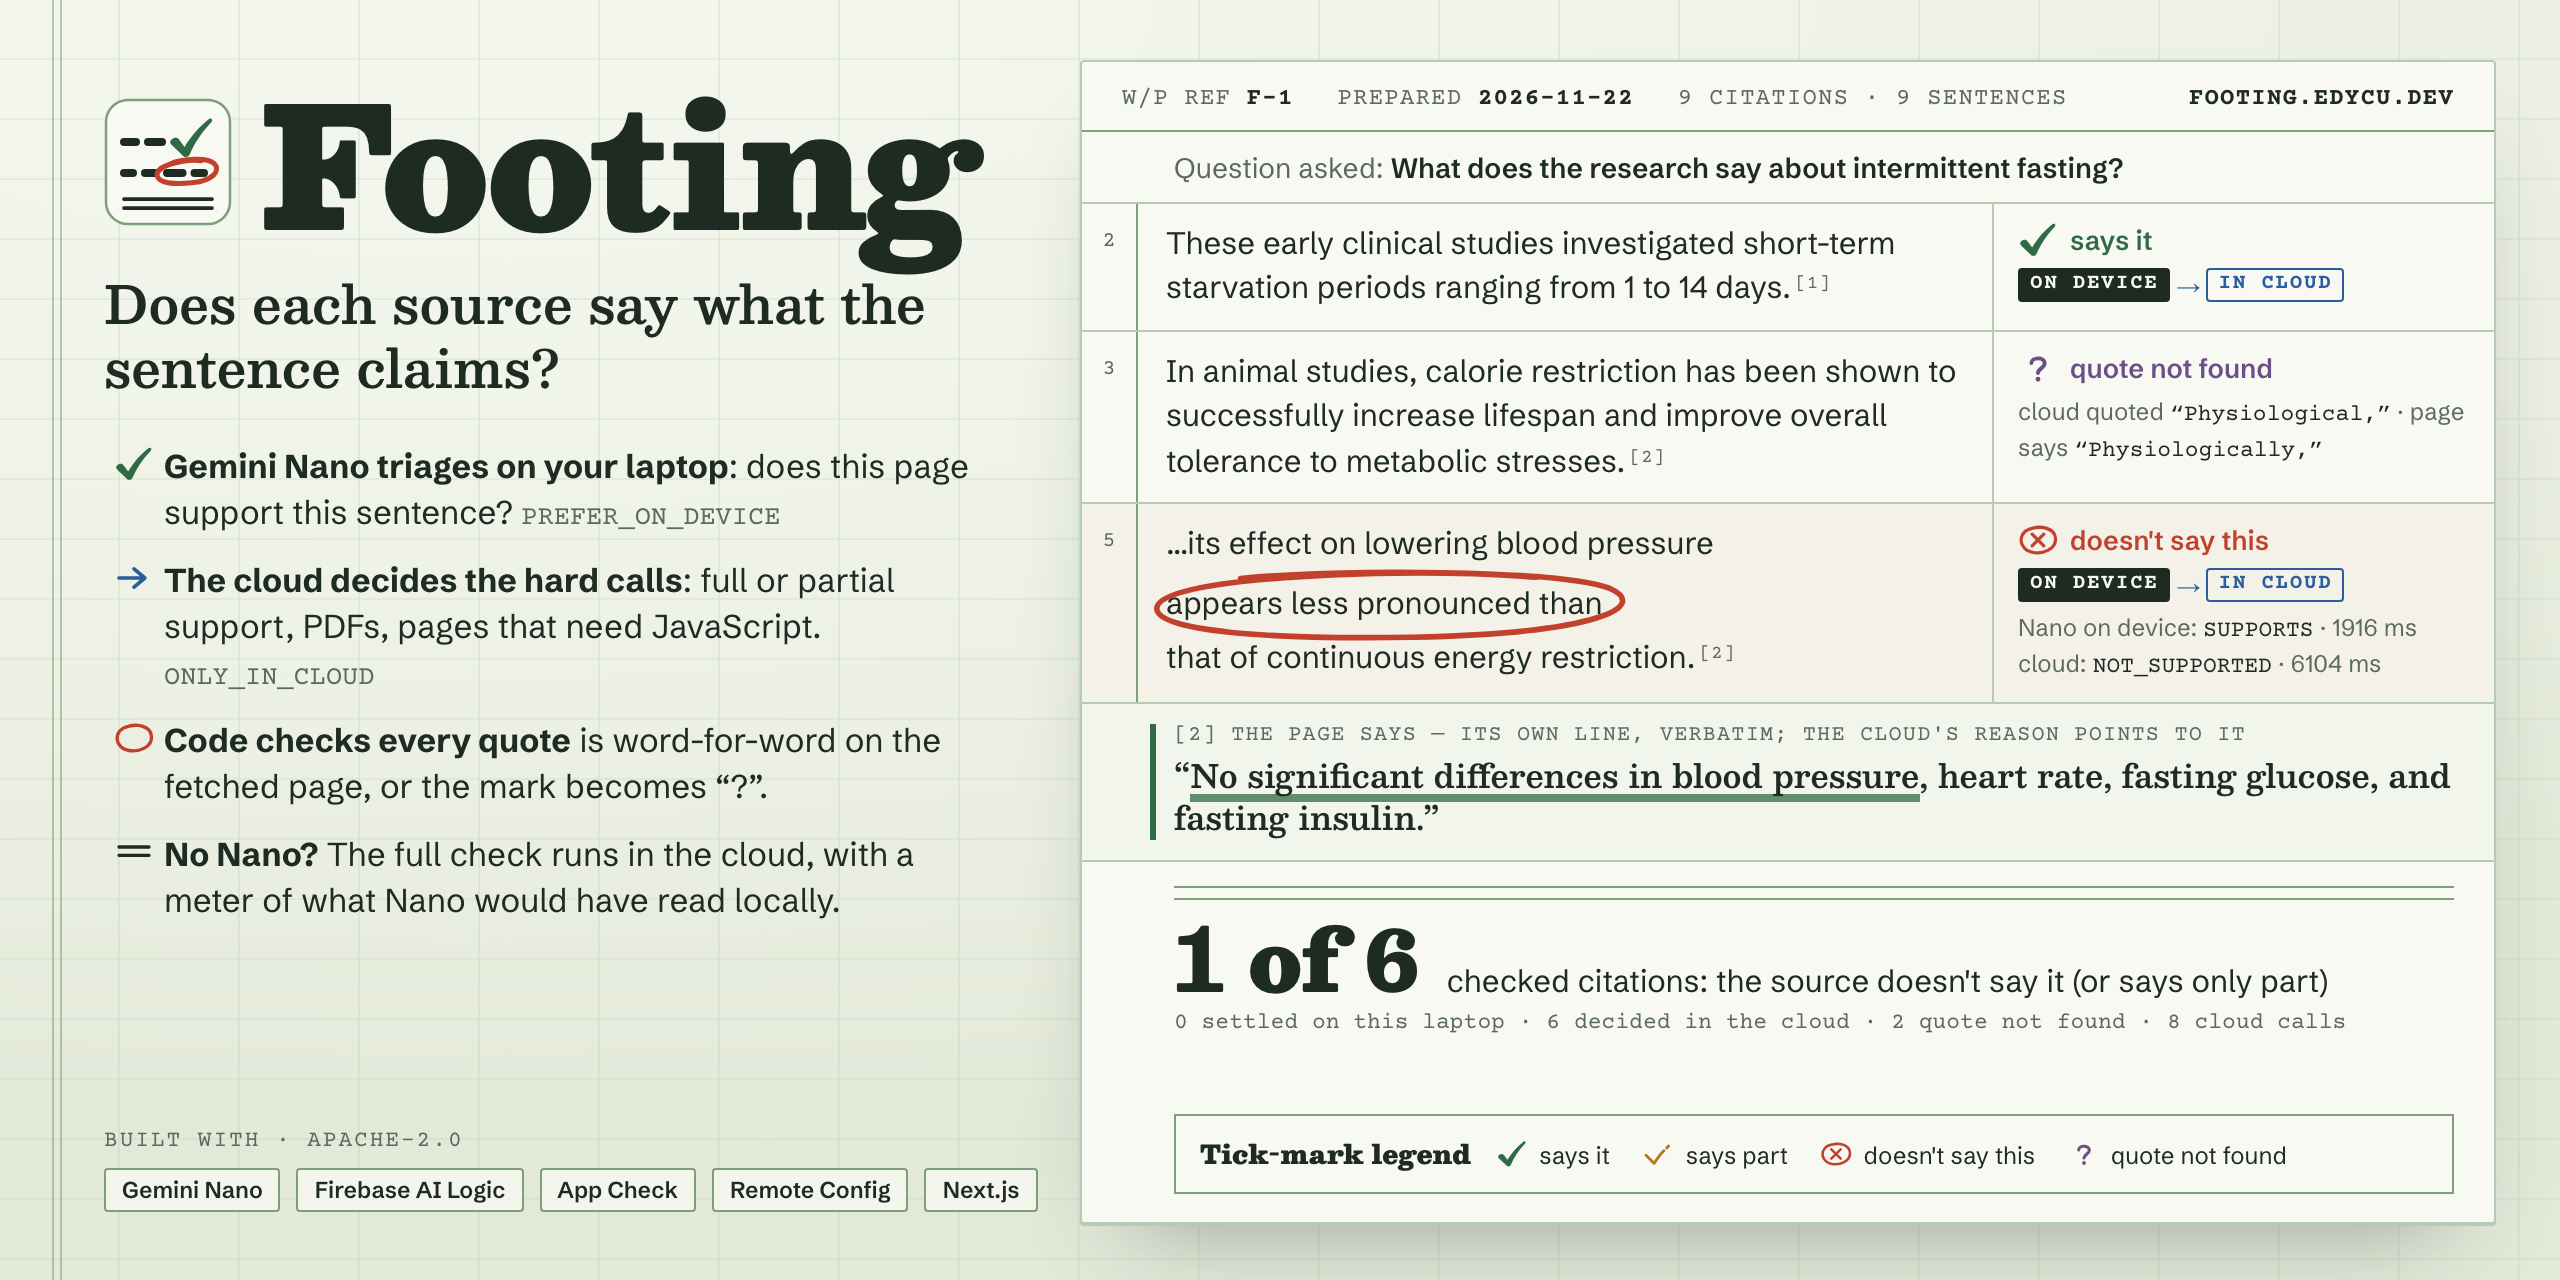 Footing
Does each source say what the
sentence claims?
Gemini Nano triages on your laptop: does this page
support this sentence? PREFER_ON_DEVICE
The cloud decides the hard calls: full or partial
support, PDFs, pages that need JavaScript.
ONLY_IN_CLOUD
Code checks every quote is word-for-word on the
fetched page, or the mark becomes “?”.
No Nano? The full check runs in the cloud, with a
meter of what Nano would have read locally.
BUILT WITH · APACHE-2.0
Gemini Nano Firebase AI Logic App Check Remote Config Next.js
W/P REF F-1 PREPARED 2026-11-22 9 CITATIONS · 9 SENTENCES FOOTING.EDYCU.DEV
Question asked: What does the research say about intermittent fasting?
2
These early clinical studies investigated short-term
starvation periods ranging from 1 to 14 days. [1]
says it
ON DEVICE → IN CLOUD
3
In animal studies, calorie restriction has been shown to
successfully increase lifespan and improve overall
tolerance to metabolic stresses. [2]
? quote not found
cloud quoted “Physiological,” · page
says “Physiologically,”
5
…its effect on lowering blood pressure
appears less pronounced than
that of continuous energy restriction. [2]
doesn't say this
ON DEVICE → IN CLOUD
Nano on device: SUPPORTS · 1916 ms
cloud: NOT_SUPPORTED · 6104 ms
[2] THE PAGE SAYS — ITS OWN LINE, VERBATIM; THE CLOUD'S REASON POINTS TO IT
“No significant differences in blood pressure, heart rate, fasting glucose, and
fasting insulin.”
1 of 6 checked citations: the source doesn't say it (or says only part)
0 settled on this laptop · 6 decided in the cloud · 2 quote not found · 8 cloud calls
Tick-mark legend says it says part doesn't say this ? quote not found